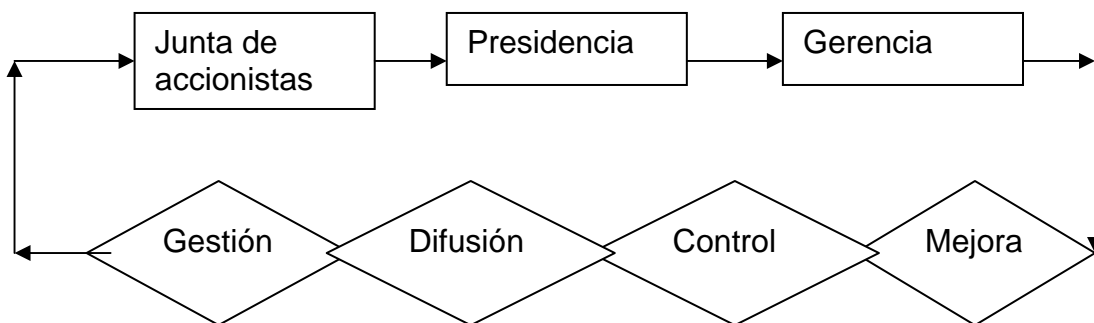 Junta de
accionistas
Presidencia
Gerencia
Gestión
Difusión
Control
Mejora